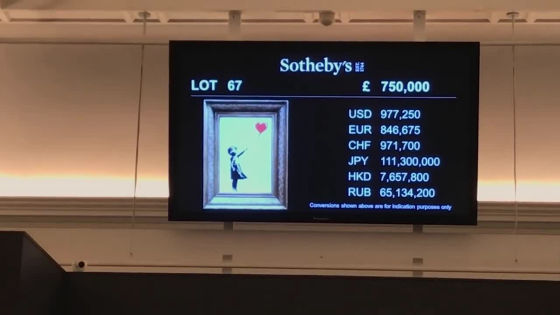 Sotheby's
LOT 67 £ 750,000
USD 977,250
EUR 846,675
CHF 971,700
JPY 111,300,000
HKD 7,657,800
RUB 65,134,200
Conversions shown above are for indication purposes only